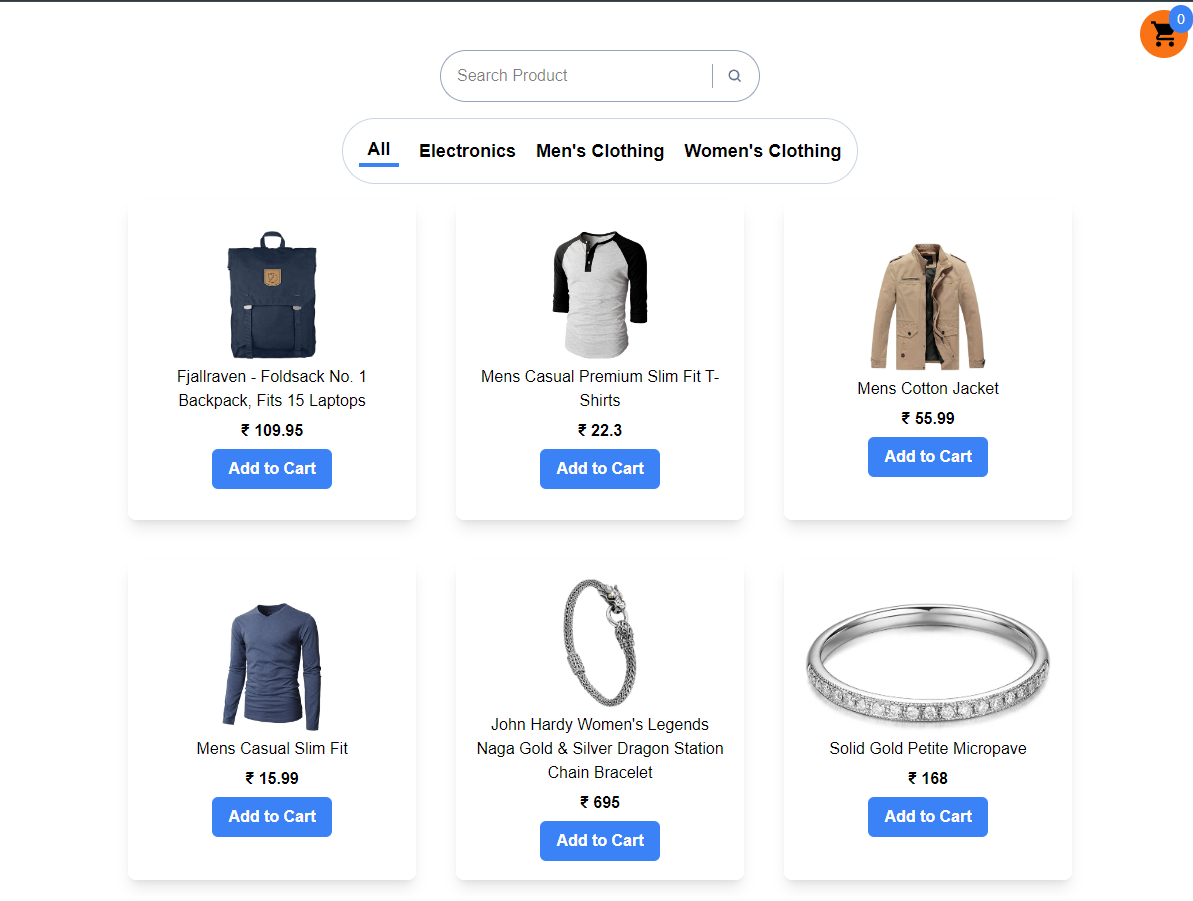 0
Search Product
All Electronics Men's Clothing Women's Clothing
Fjallraven - Foldsack No. 1
Backpack, Fits 15 Laptops
₹ 109.95
Add to Cart
Mens Casual Premium Slim Fit T-
Shirts
₹ 22.3
Add to Cart
Mens Cotton Jacket
₹ 55.99
Add to Cart
Mens Casual Slim Fit
₹ 15.99
Add to Cart
John Hardy Women's Legends
Naga Gold & Silver Dragon Station
Chain Bracelet
₹ 695
Add to Cart
Solid Gold Petite Micropave
₹ 168
Add to Cart